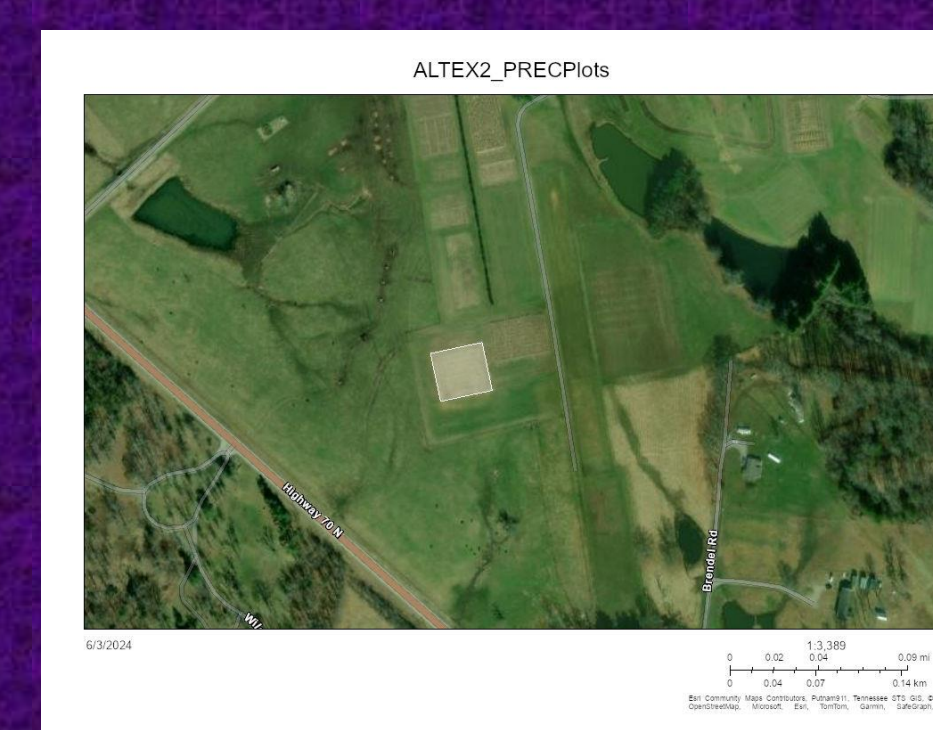 ALTEX2_PRECPlots
Highway 70 N
Brendel Rd
6/3/2024
1:3,389
0 0.02 0.04 0.09 mi
0 0.04 0.07 0.14 km
Esri Community Maps Contributors, Putnam911, Tennessee STS GIS, ©
OpenStreetMap, Microsoft, Esri, TomTom, Garmin, SafeGraph,